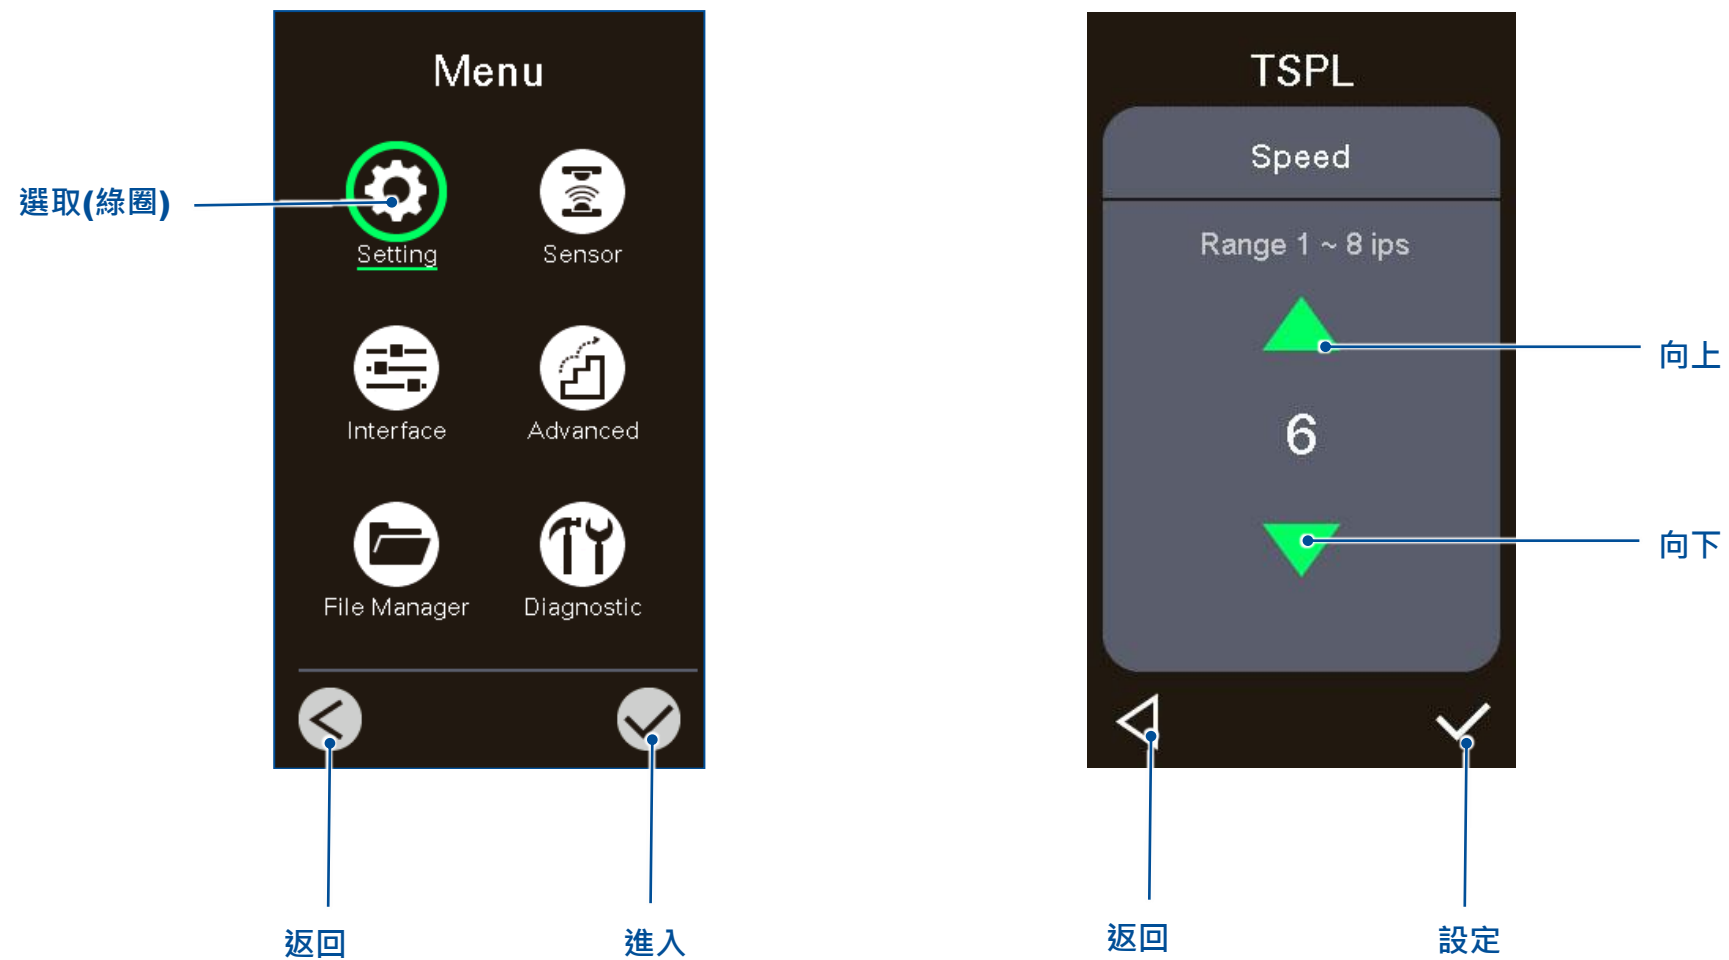 Menu
選取(綠圈)
Setting
Sensor
Interface
Advanced
File Manager
Diagnostic
返回
進入
TSPL
Speed
Range 1 ~ 8 ips
向上
6
向下
返回
設定